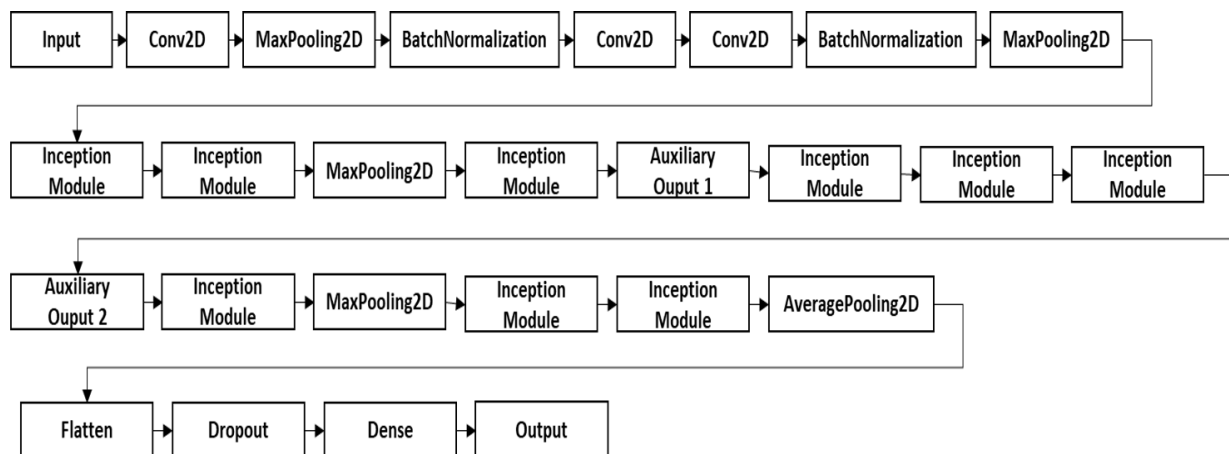 Input
Conv2D
MaxPooling2D
BatchNormalization
Conv2D
Conv2D
BatchNormalization
MaxPooling2D
Inception
Module
Inception
Module
MaxPooling2D
Inception
Module
Auxiliary
Ouput 1
Inception
Module
Inception
Module
Inception
Module
Auxiliary
Ouput 2
Inception
Module
MaxPooling2D
Inception
Module
Inception
Module
AveragePooling2D
Flatten
Dropout
Dense
Output